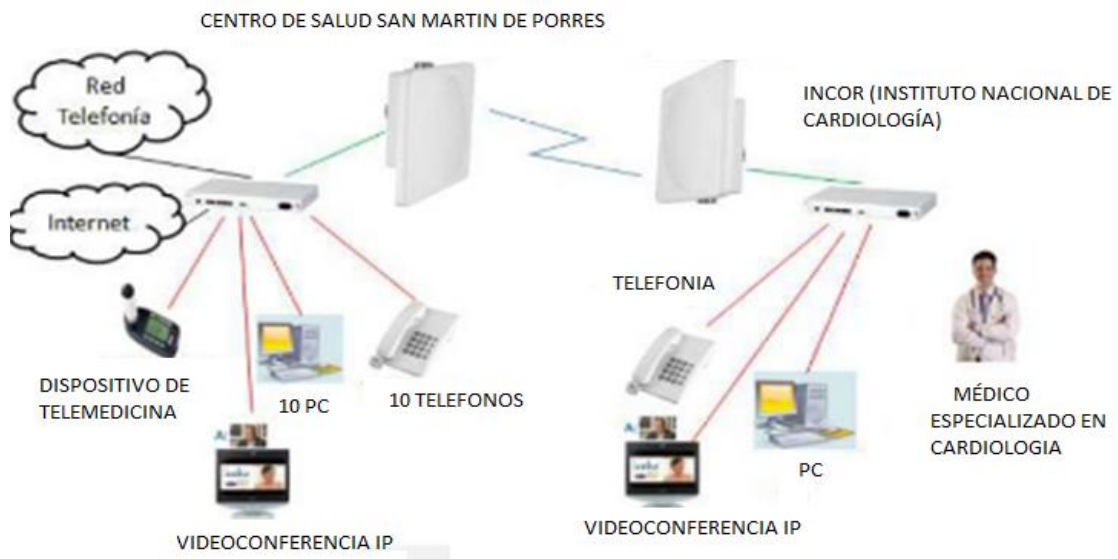 CENTRO DE SALUD SAN MARTIN DE PORRES
Red
Telefonía
INCOR (INSTITUTO NACIONAL DE
CARDIOLOGÍA)
Internet
TELEFONIA
DISPOSITIVO DE
TELEMEDICINA
10 PC
10 TELEFONOS
MÉDICO
ESPECIALIZADO EN
CARDIOLOGIA
PC
VIDEOCONFERENCIA IP
VIDEOCONFERENCIA IP